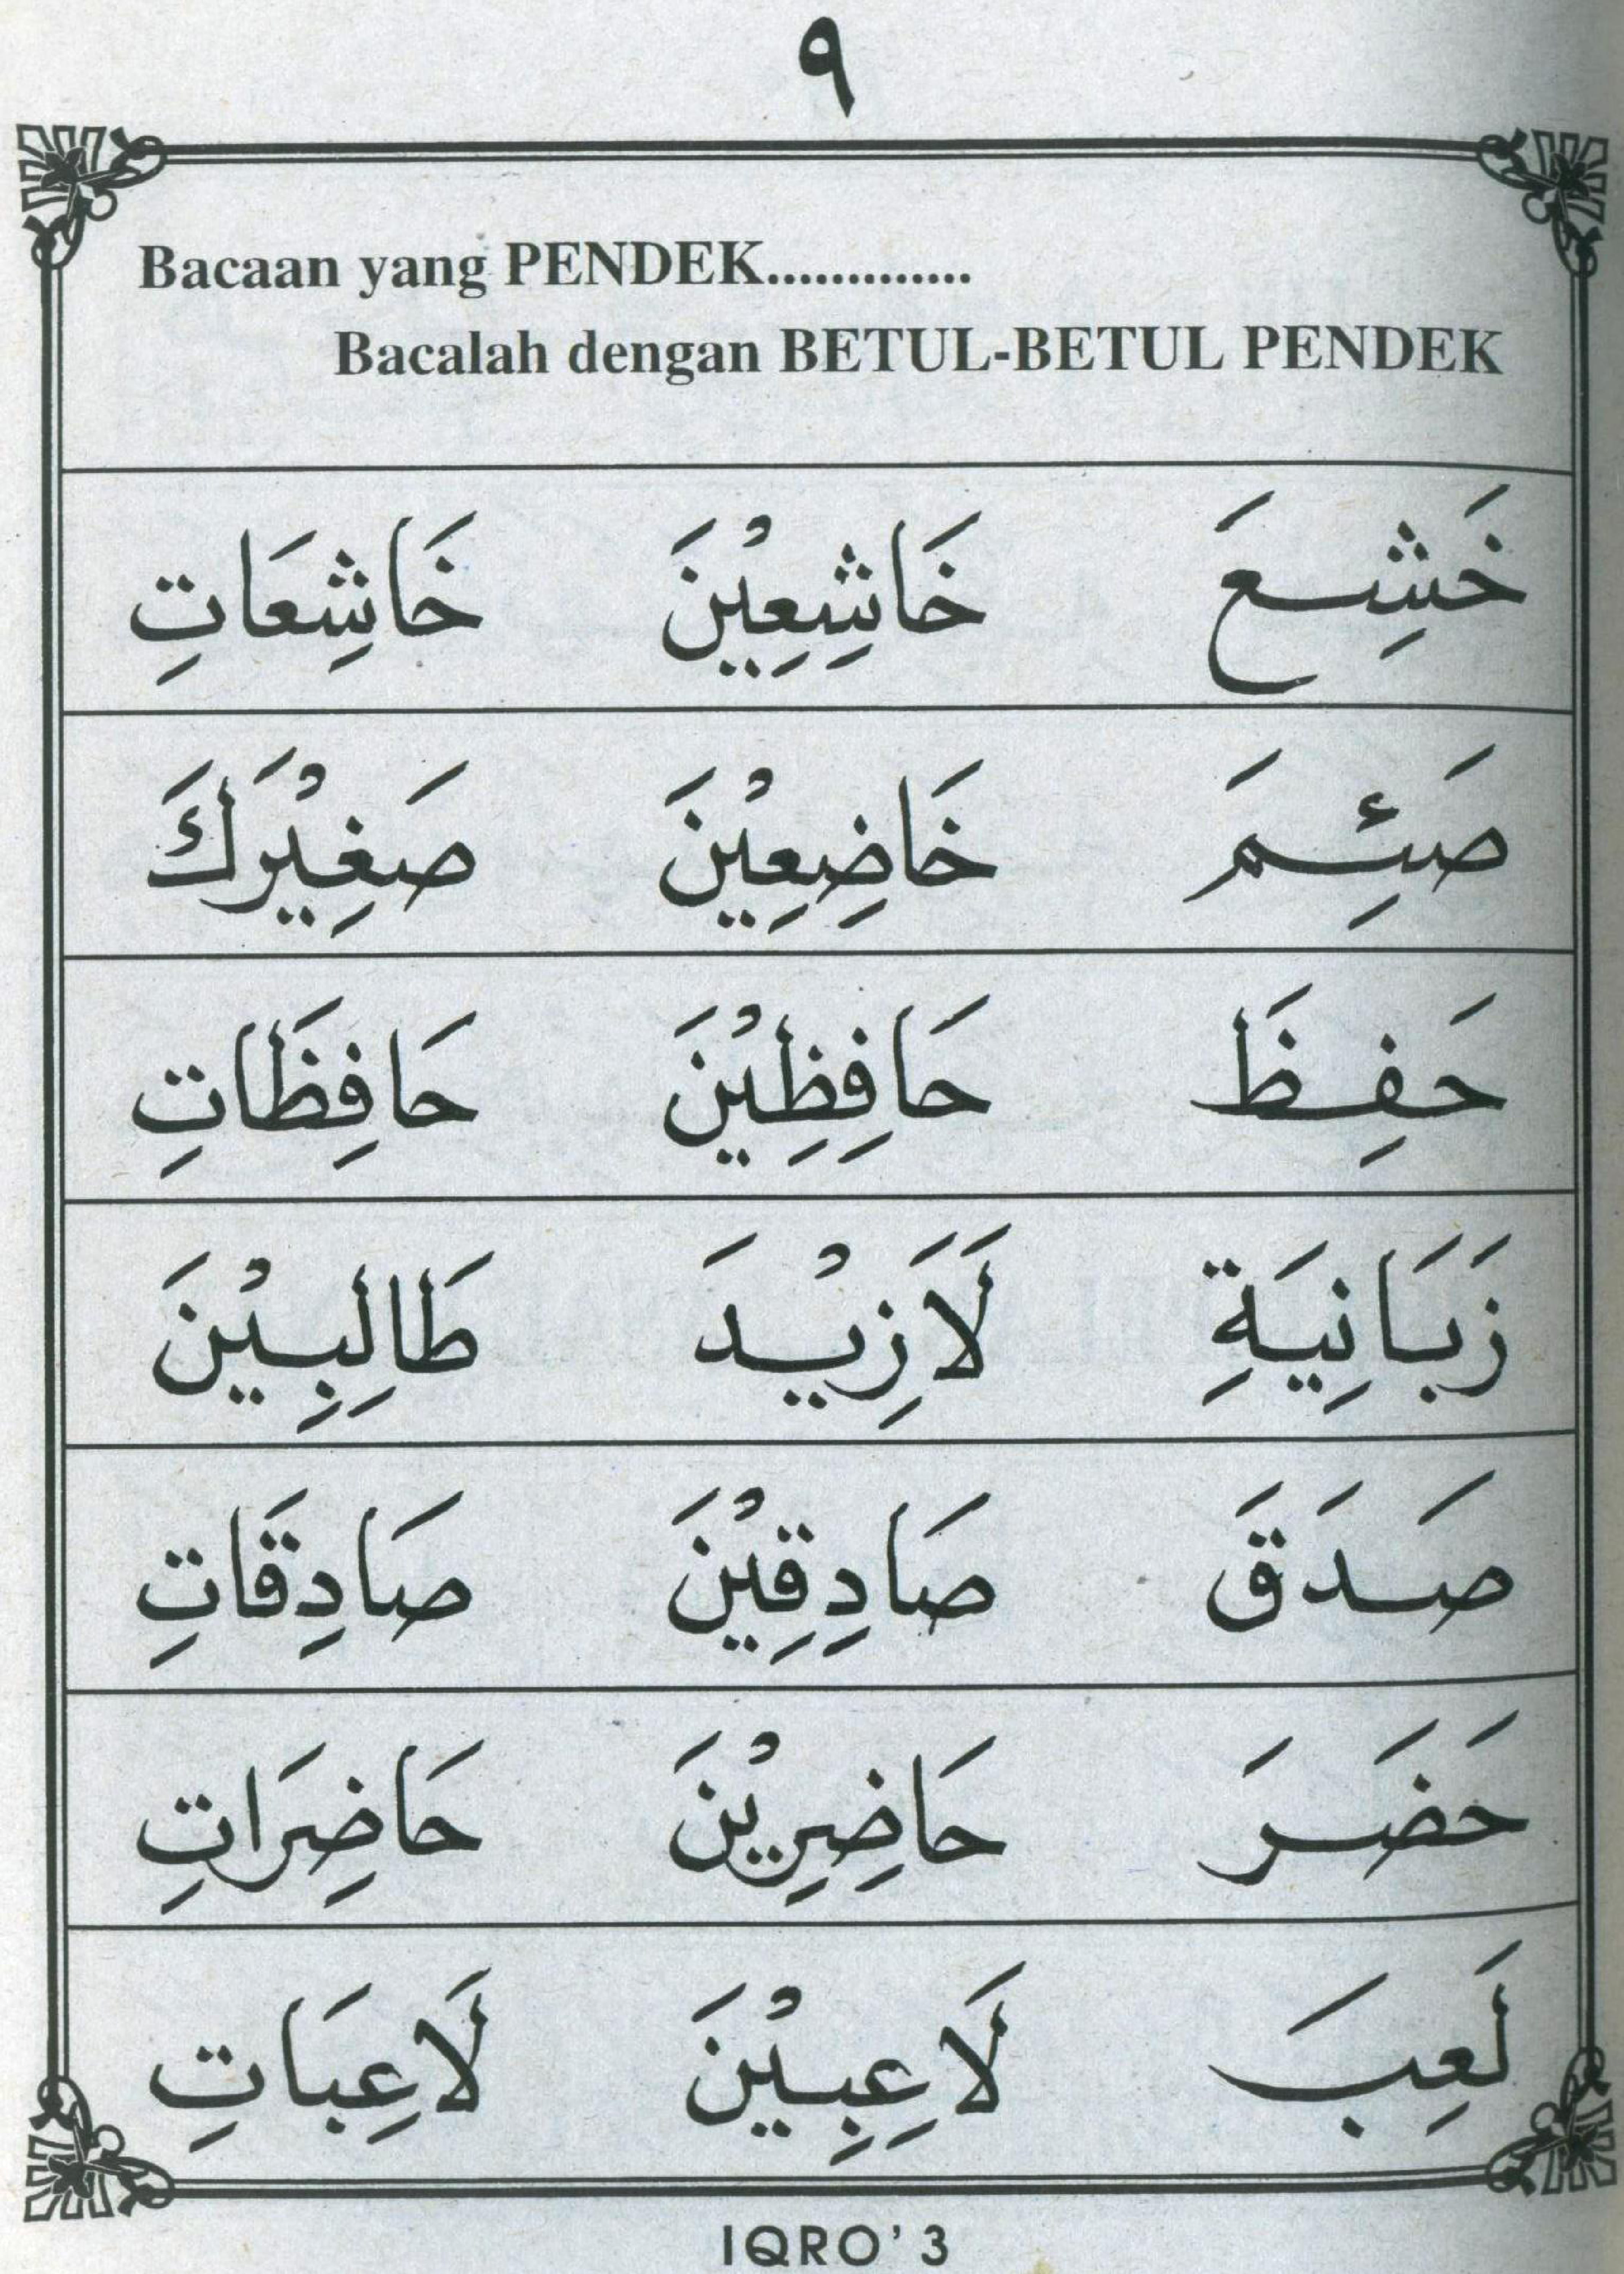 ٩
Bacaan yang PENDEK.............
Bacalah dengan BETUL-BETUL PENDEK
خَشِعَ خَاشِعِيْنَ خَاشِعَاتِ
صَئِمَ خَاضِعِيْنَ صَغِيْرَكَ
حَفِظَ حَافِظِيْنَ حَافِظَاتِ
زَبَانِيَةِ لَازَِيْدَ طَالِبِيْنَ
صَدَقَ صَادِقِيْنَ صَادِقَاتِ
حَضَرَ حَاضِرِيْنَ حَاضِرَاتِ
لَعِبَ لَاعِبِيْنَ لَاعِبَاتِ
IQRO' 3